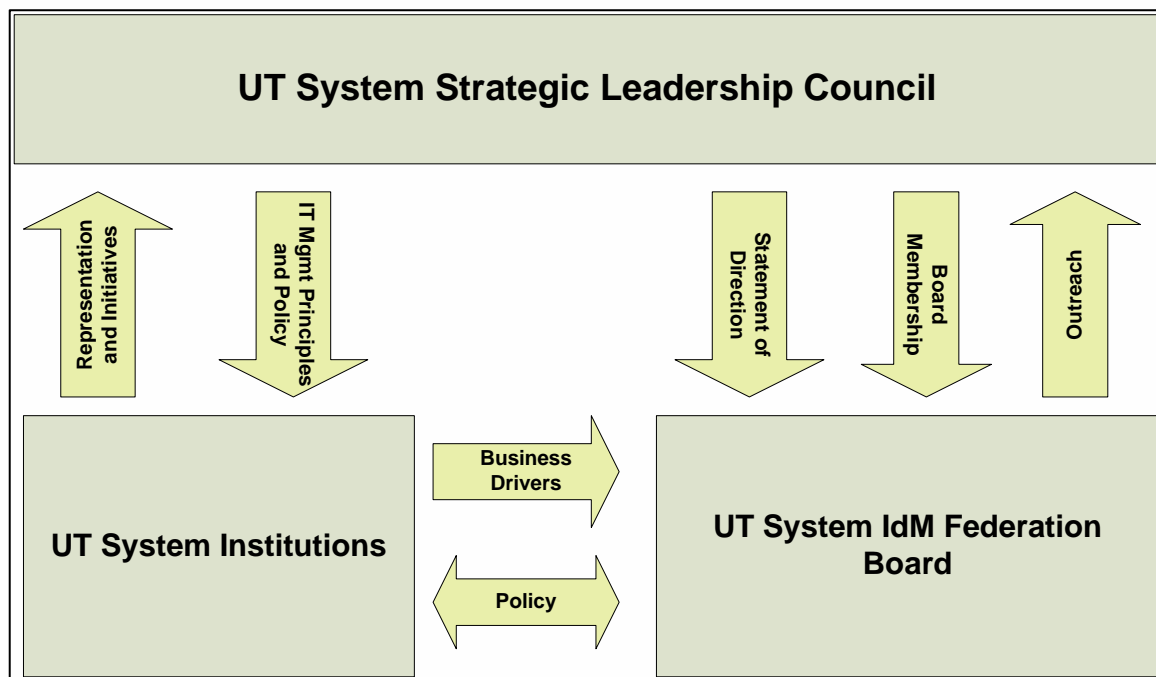 UT System Strategic Leadership Council
Representation
and Initiatives
IT Mgmt Principles
and Policy
Statement of
Direction
Board
Membership
Outreach
Business
Drivers
UT System Institutions
UT System IdM Federation
Board
Policy